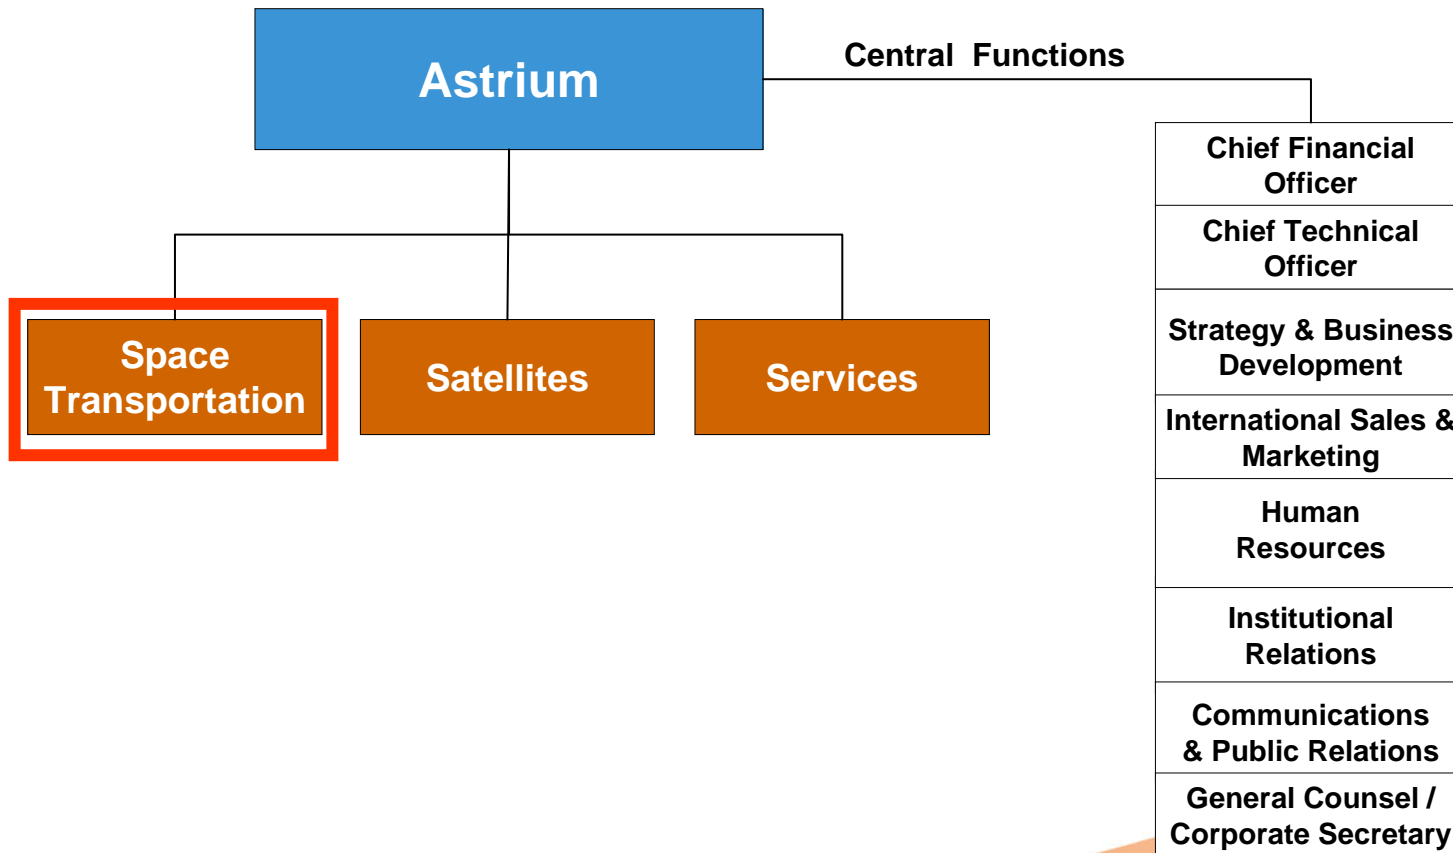 Astrium
Central Functions
Space
Transportation
Satellites
Services
Chief Financial
Officer
Chief Technical
Officer
Strategy & Business
Development
International Sales &
Marketing
Human
Resources
Institutional
Relations
Communications
& Public Relations
General Counsel /
Corporate Secretary